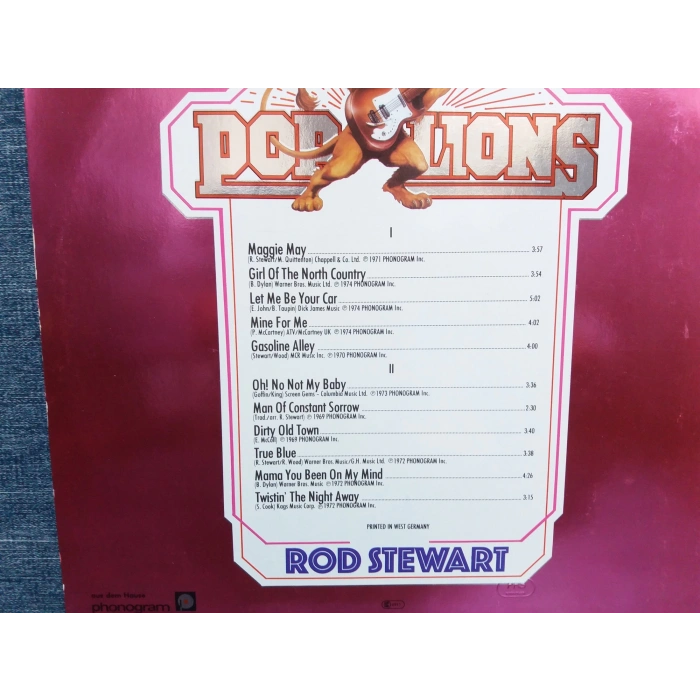 POP LIONS
I
Maggie May 3:57
(R. Stewart/M. Quittenton) Chappell & Co. Ltd. ℗ 1971 PHONOGRAM Inc.
Girl Of The North Country 3:54
(B. Dylan) Warner Bros. Music Ltd. ℗ 1974 PHONOGRAM Inc.
Let Me Be Your Car 5:02
(E. John/B. Taupin) Dick James Music ℗ 1974 PHONOGRAM Inc.
Mine For Me 4:02
(P. McCartney) ATV/McCartney UK ℗ 1974 PHONOGRAM Inc.
Gasoline Alley 4:00
(Stewart/Wood) MCR Music Inc. ℗ 1970 PHONOGRAM Inc.
II
Oh! No Not My Baby 3:36
(Goffin/King) Screen Gems – Columbia Music Ltd. ℗ 1973 PHONOGRAM Inc.
Man Of Constant Sorrow 2:30
(Trad./arr. R. Stewart) ℗ 1969 PHONOGRAM Inc.
Dirty Old Town 3:40
(E. McColl) ℗ 1969 PHONOGRAM Inc.
True Blue 3:38
(R. Stewart/R. Wood) Warner Bros. Music/G.H. Music Ltd. ℗ 1972 PHONOGRAM Inc.
Mama You Been On My Mind 4:26
(B. Dylan) Warner Bros. Music ℗ 1972 PHONOGRAM Inc.
Twistin' The Night Away 3:15
(S. Cook) Kags Music Corp. ℗ 1972 PHONOGRAM Inc.
PRINTED IN WEST GERMANY
ROD STEWART
aus dem Hause
phonogram